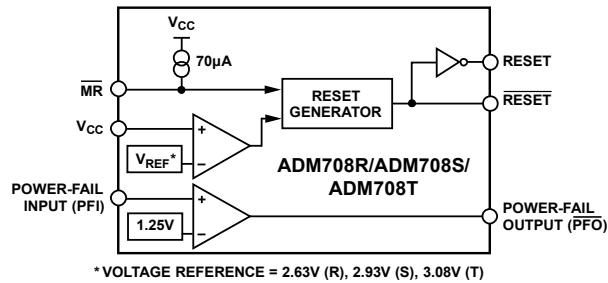 VCC
70µA
MR
RESET
RESET
GENERATOR
RESET
VCC
VREF*
ADM708R/ADM708S/
ADM708T
POWER-FAIL
INPUT (PFI)
1.25V
POWER-FAIL
OUTPUT (PFO)
* VOLTAGE REFERENCE = 2.63V (R), 2.93V (S), 3.08V (T)